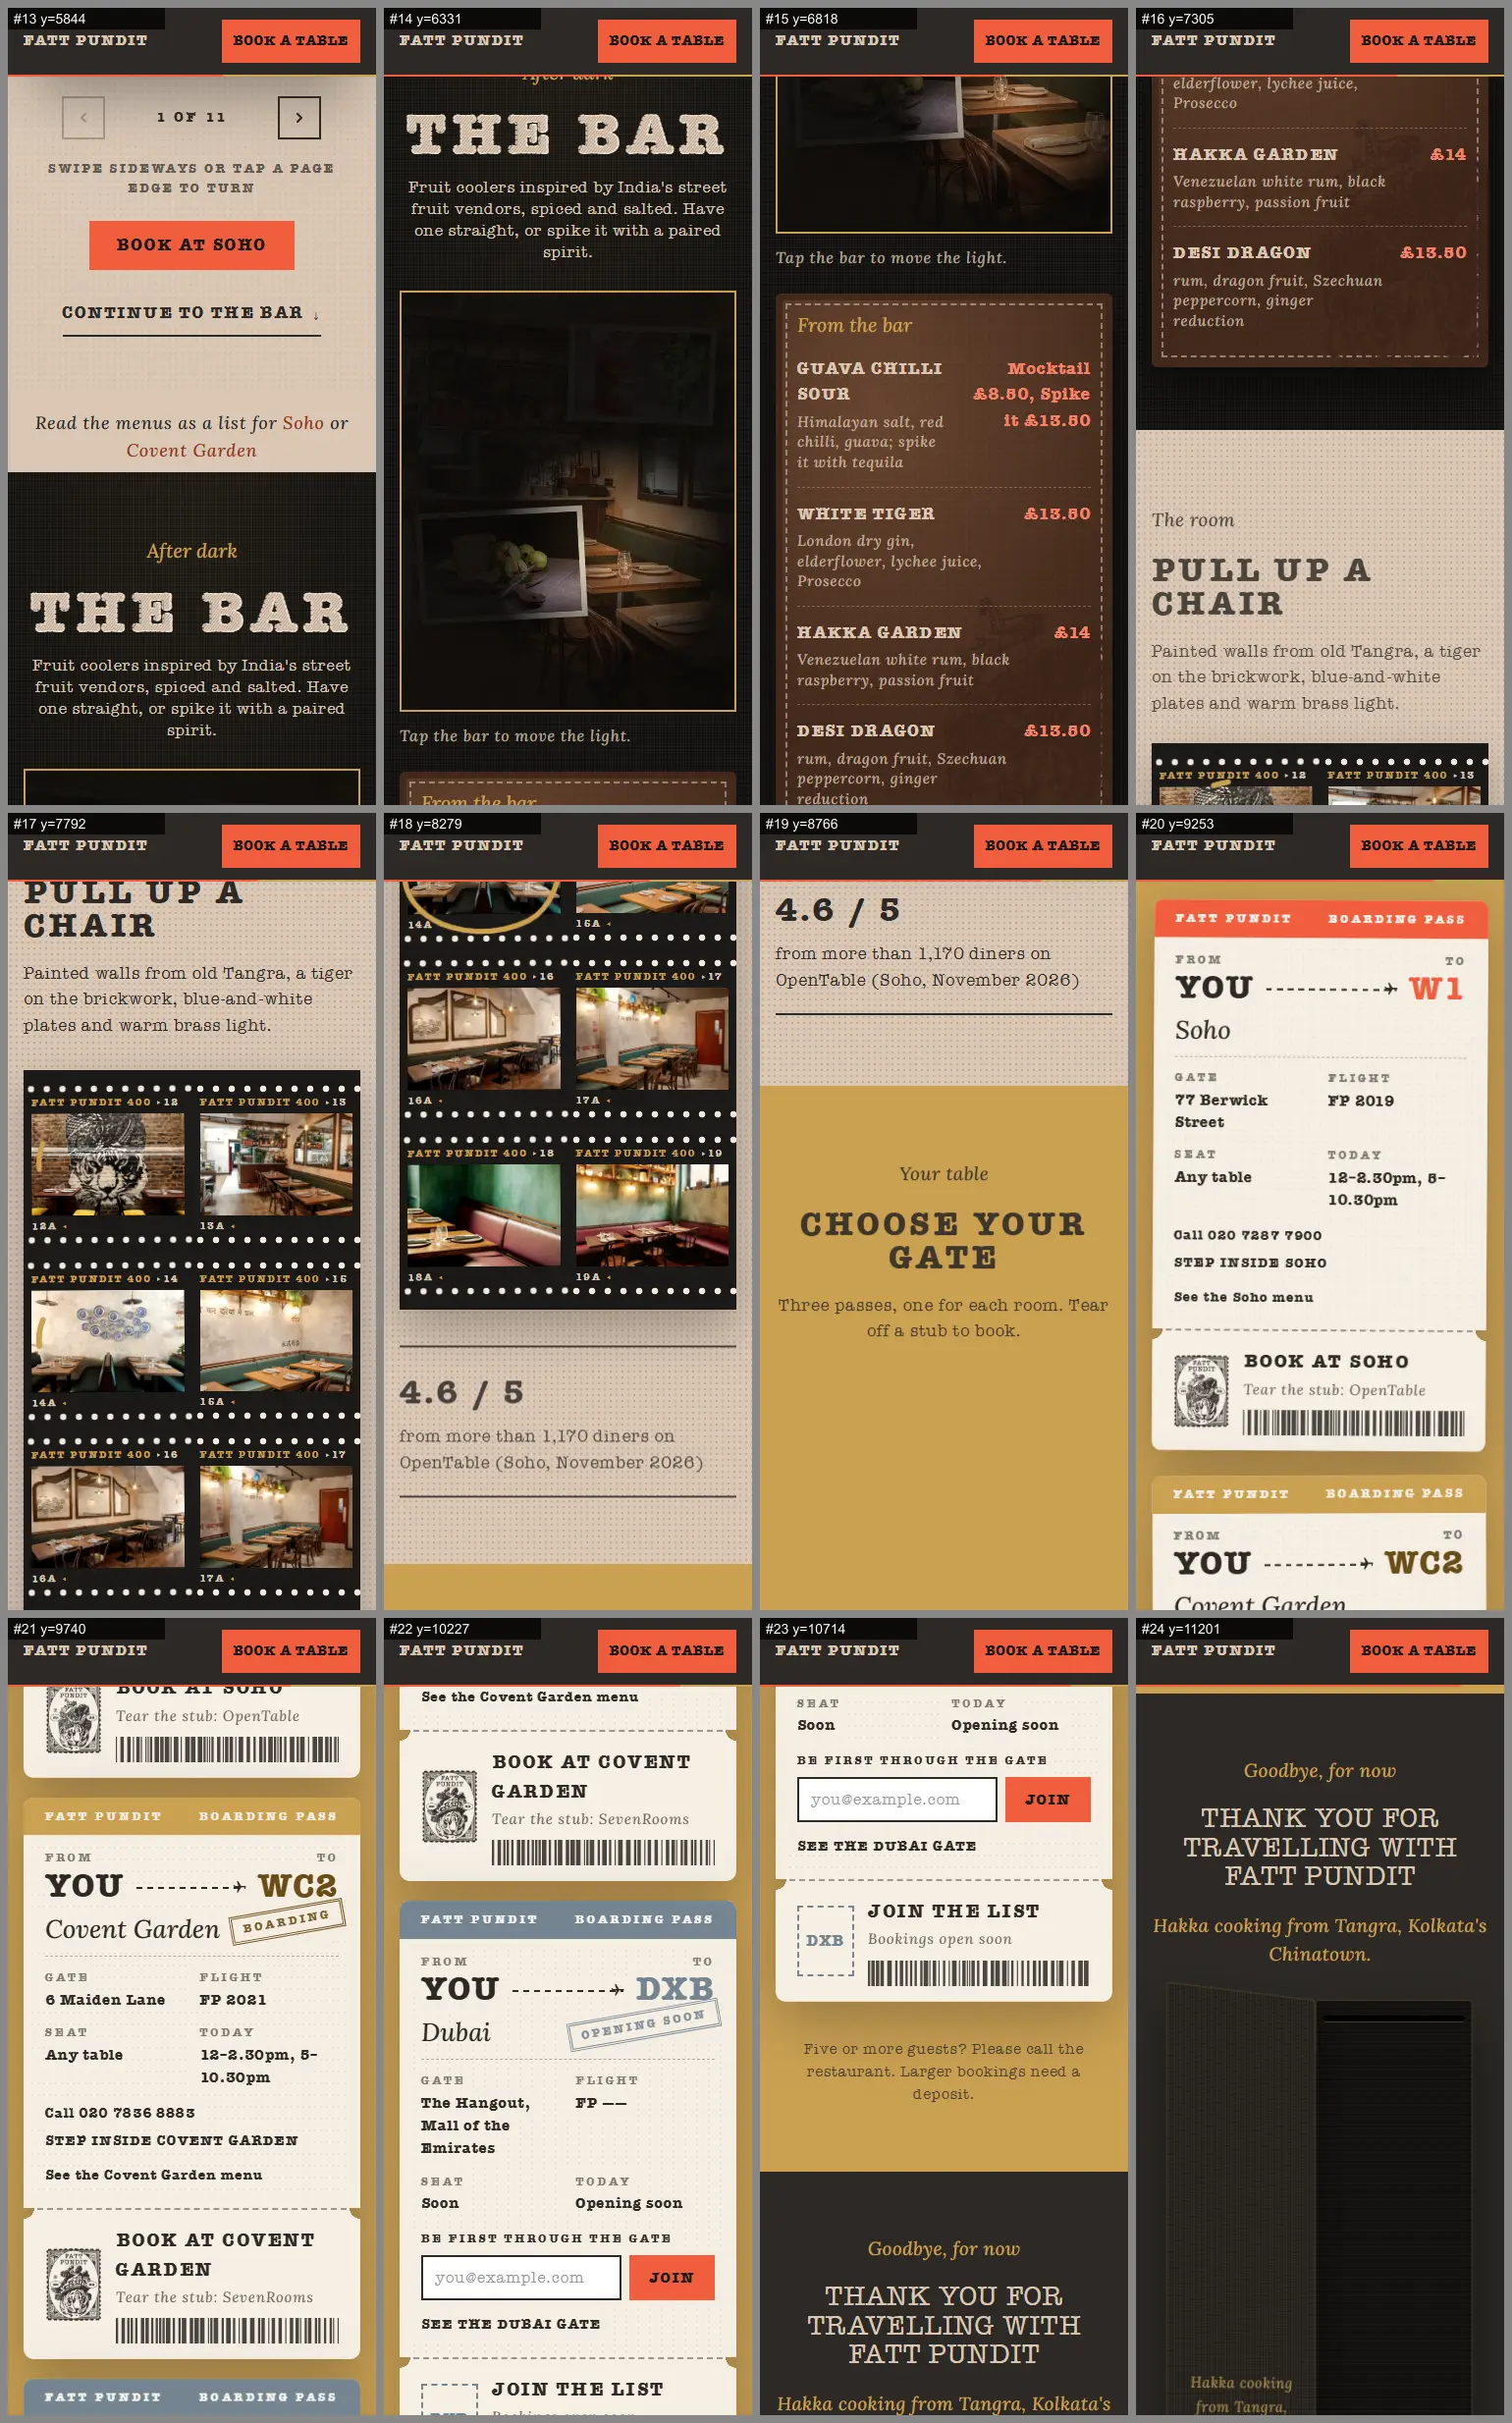 #13 y=5844
FATT PUNDIT
BOOK A TABLE
1 OF 11
SWIPE SIDEWAYS OR TAP A PAGE
EDGE TO TURN
BOOK AT SOHO
CONTINUE TO THE BAR ↓
Read the menus as a list for Soho or
Covent Garden
After dark
THE BAR
Fruit coolers inspired by India's street
fruit vendors, spiced and salted. Have
one straight, or spike it with a paired
spirit.
#14 y=6331
FATT PUNDIT
BOOK A TABLE
After dark
THE BAR
Fruit coolers inspired by India's street
fruit vendors, spiced and salted. Have
one straight, or spike it with a paired
spirit.
Tap the bar to move the light.
From the bar
#15 y=6818
FATT PUNDIT
BOOK A TABLE
Tap the bar to move the light.
From the bar
GUAVA CHILLI
SOUR
Mocktail
£8.50, Spike
it £13.50
Himalayan salt, red
chilli, guava; spike
it with tequila
WHITE TIGER £13.50
London dry gin,
elderflower, lychee juice,
Prosecco
HAKKA GARDEN £14
Venezuelan white rum, black
raspberry, passion fruit
DESI DRAGON £13.50
rum, dragon fruit, Szechuan
peppercorn, ginger
reduction
#16 y=7305
FATT PUNDIT
BOOK A TABLE
elderflower, lychee juice,
Prosecco
HAKKA GARDEN £14
Venezuelan white rum, black
raspberry, passion fruit
DESI DRAGON £13.50
rum, dragon fruit, Szechuan
peppercorn, ginger
reduction
The room
PULL UP A
CHAIR
Painted walls from old Tangra, a tiger
on the brickwork, blue-and-white
plates and warm brass light.
FATT PUNDIT 400 ▸12
FATT PUNDIT 400 ▸13
#17 y=7792
FATT PUNDIT
BOOK A TABLE
PULL UP A
CHAIR
Painted walls from old Tangra, a tiger
on the brickwork, blue-and-white
plates and warm brass light.
FATT PUNDIT 400 ▸12
FATT PUNDIT 400 ▸13
12A
13A
FATT PUNDIT 400 ▸14
FATT PUNDIT 400 ▸15
14A
15A
FATT PUNDIT 400 ▸16
FATT PUNDIT 400 ▸17
16A
17A
#18 y=8279
FATT PUNDIT
BOOK A TABLE
14A
15A
FATT PUNDIT 400 ▸16
FATT PUNDIT 400 ▸17
16A
17A
FATT PUNDIT 400 ▸18
FATT PUNDIT 400 ▸19
18A
19A
4.6 / 5
from more than 1,170 diners on
OpenTable (Soho, November 2026)
#19 y=8766
FATT PUNDIT
BOOK A TABLE
4.6 / 5
from more than 1,170 diners on
OpenTable (Soho, November 2026)
Your table
CHOOSE YOUR
GATE
Three passes, one for each room. Tear
off a stub to book.
#20 y=9253
FATT PUNDIT
BOOK A TABLE
FATT PUNDIT BOARDING PASS
FROM TO
YOU W1
Soho
GATE FLIGHT
77 Berwick
Street
FP 2019
SEAT TODAY
Any table
12-2.30pm, 5-
10.30pm
Call 020 7287 7900
STEP INSIDE SOHO
See the Soho menu
BOOK AT SOHO
Tear the stub: OpenTable
FATT PUNDIT BOARDING PASS
FROM TO
YOU WC2
Covent Garden
#21 y=9740
FATT PUNDIT
BOOK A TABLE
BOOK AT SOHO
Tear the stub: OpenTable
FATT PUNDIT BOARDING PASS
FROM TO
YOU WC2
Covent Garden
BOARDING
GATE FLIGHT
6 Maiden Lane FP 2021
SEAT TODAY
Any table
12-2.30pm, 5-
10.30pm
Call 020 7836 8883
STEP INSIDE COVENT GARDEN
See the Covent Garden menu
FATT
PUNDIT
BOOK AT COVENT
GARDEN
Tear the stub: SevenRooms
FATT PUNDIT BOARDING PASS
#22 y=10227
FATT PUNDIT
BOOK A TABLE
See the Covent Garden menu
FATT
PUNDIT
BOOK AT COVENT
GARDEN
Tear the stub: SevenRooms
FATT PUNDIT BOARDING PASS
FROM TO
YOU DXB
Dubai
OPENING SOON
GATE FLIGHT
The Hangout,
Mall of the
Emirates
FP ——
SEAT TODAY
Soon Opening soon
BE FIRST THROUGH THE GATE
you@example.com
JOIN
SEE THE DUBAI GATE
JOIN THE LIST
#23 y=10714
FATT PUNDIT
BOOK A TABLE
SEAT TODAY
Soon Opening soon
BE FIRST THROUGH THE GATE
you@example.com
JOIN
SEE THE DUBAI GATE
DXB
JOIN THE LIST
Bookings open soon
Five or more guests? Please call the
restaurant. Larger bookings need a
deposit.
Goodbye, for now
THANK YOU FOR
TRAVELLING WITH
FATT PUNDIT
Hakka cooking from Tangra, Kolkata's
#24 y=11201
FATT PUNDIT
BOOK A TABLE
Goodbye, for now
THANK YOU FOR
TRAVELLING WITH
FATT PUNDIT
Hakka cooking from Tangra, Kolkata's
Chinatown.
Hakka cooking
from Tangra,